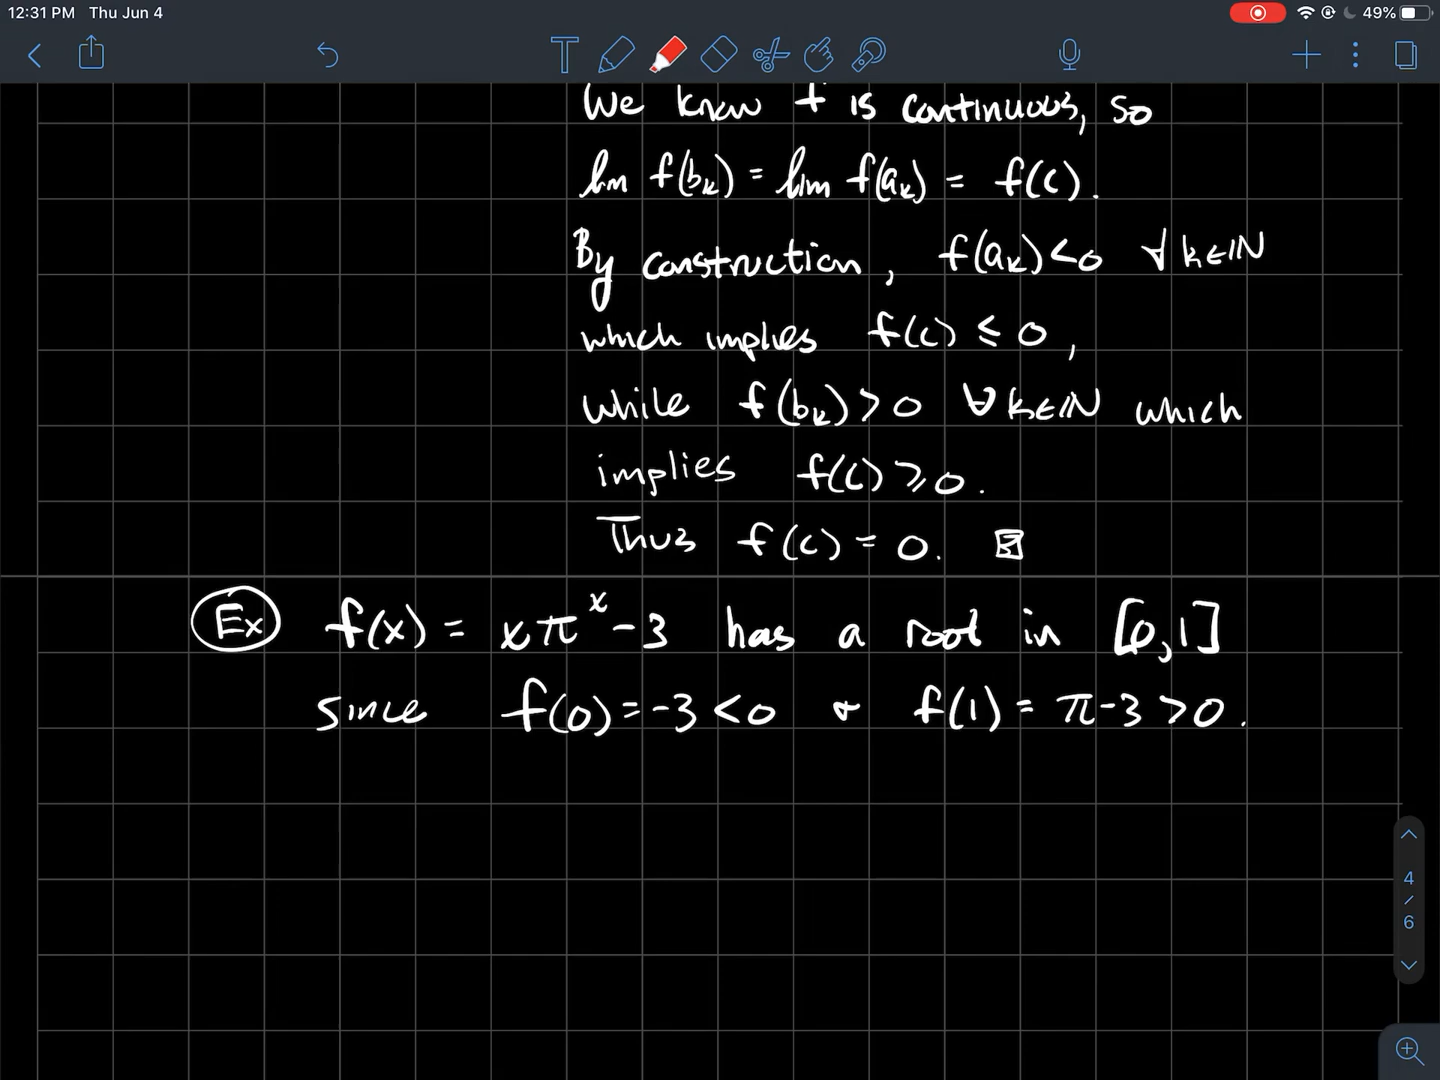 12:31 PM Thu Jun 4 49%
We know f is continuous, so
lim f(bₖ) = lim f(aₖ) = f(c).
By construction, f(aₖ)<0 ∀ k∈ℕ
which implies f(c) ≤ 0,
while f(bₖ)>0 ∀ k∈ℕ which
implies f(c) ⩾ 0.
Thus f(c) = 0.
Ex f(x) = xπˣ-3 has a root in [0,1]
since f(0)=-3<0 & f(1)= π-3>0.
4
/
6